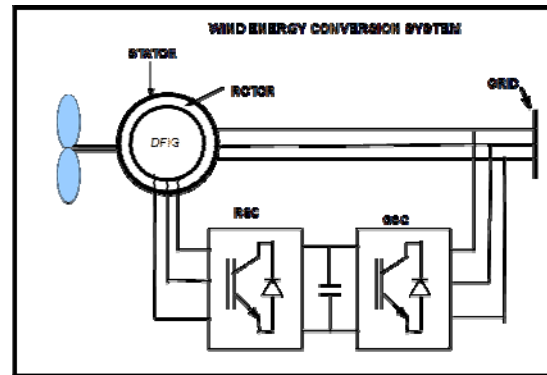 WIND ENERGY CONVERSION SYSTEM
STATOR
ROTOR
GRID
DFIG
RSC
GSC